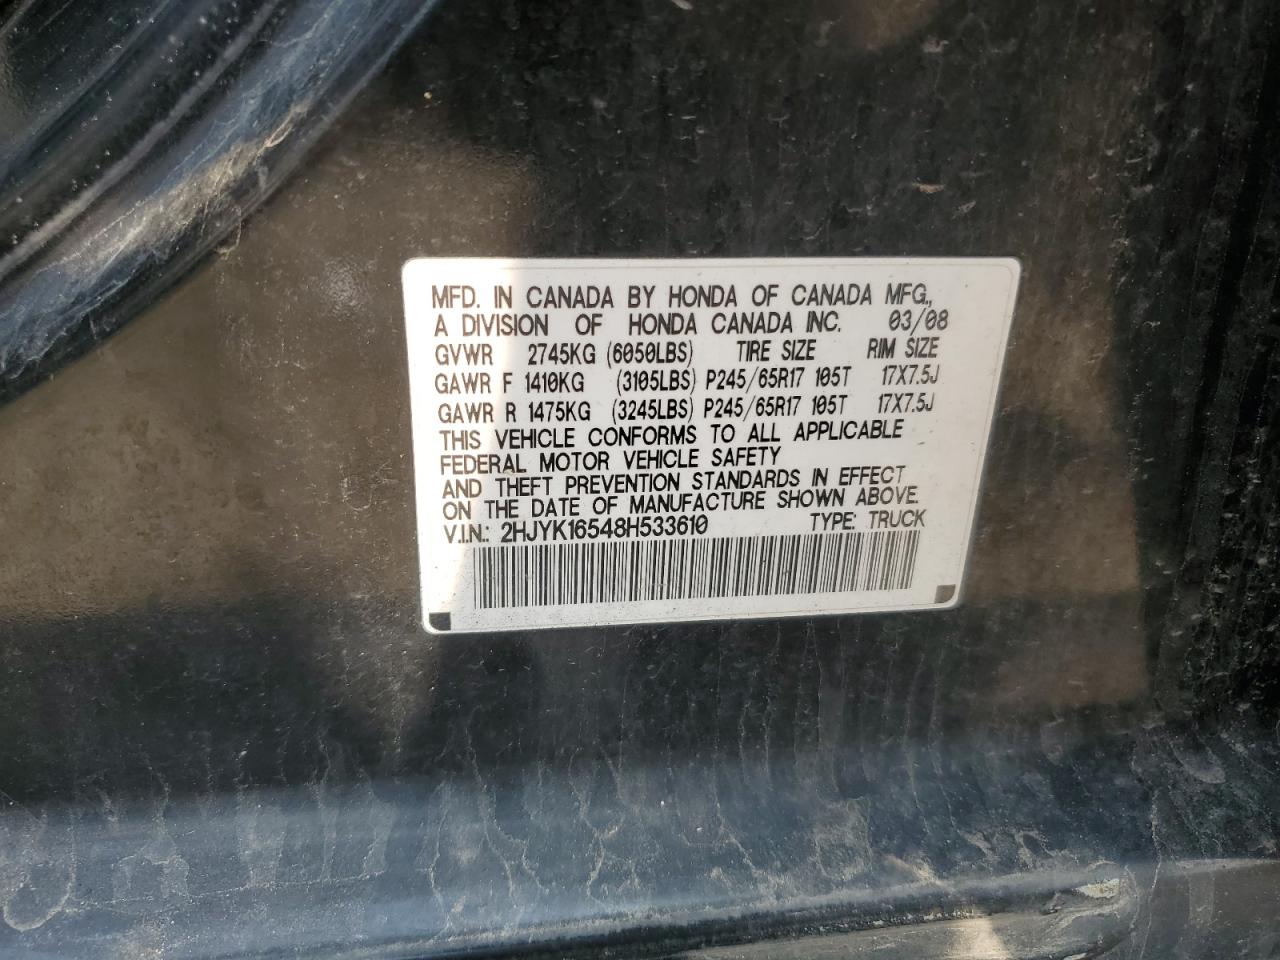 MFD. IN CANADA BY HONDA OF CANADA MFG.,
A DIVISION OF HONDA CANADA INC. 03/08
GVWR 2745KG (6050LBS) TIRE SIZE RIM SIZE
GAWR F 1410KG (3105LBS) P245/65R17 105T 17X7.5J
GAWR R 1475KG (3245LBS) P245/65R17 105T 17X7.5J
THIS VEHICLE CONFORMS TO ALL APPLICABLE
FEDERAL MOTOR VEHICLE SAFETY
AND THEFT PREVENTION STANDARDS IN EFFECT
ON THE DATE OF MANUFACTURE SHOWN ABOVE.
V.I.N.: 2HJYK16548H533610 TYPE: TRUCK